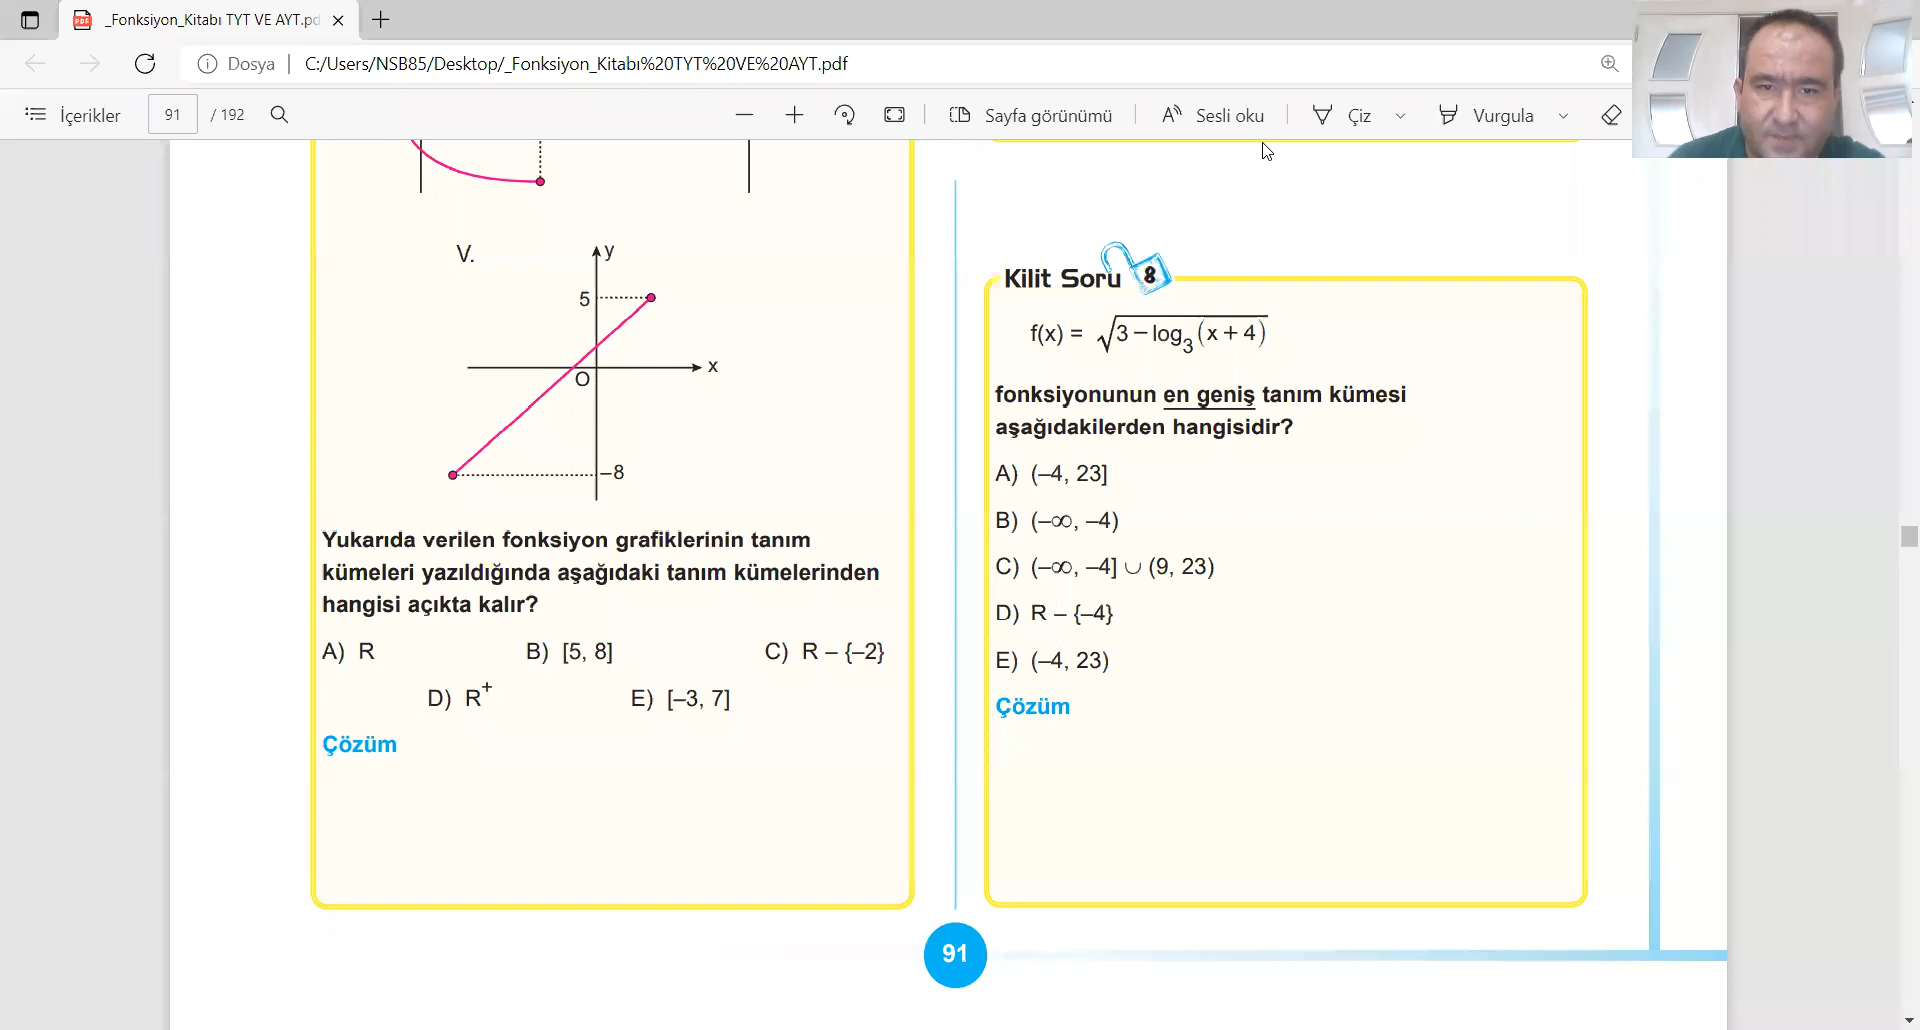 _Fonksiyon_Kitabı TYT VE AYT.pd
Dosya
C:/Users/NSB85/Desktop/_Fonksiyon_Kitabı%20TYT%20VE%20AYT.pdf
İçerikler
91
/ 192
Sayfa görünümü
Sesli oku
Çiz
Vurgula
V.
y
5
x
O
–8
Yukarıda verilen fonksiyon grafiklerinin tanım
kümeleri yazıldığında aşağıdaki tanım kümelerinden
hangisi açıkta kalır?
A) R
B) [5, 8]
C) R – {–2}
D) R⁺
E) [–3, 7]
Çözüm
Kilit Soru 8
f(x) = √(3 – log₃(x + 4))
fonksiyonunun en geniş tanım kümesi
aşağıdakilerden hangisidir?
A) (–4, 23]
B) (–∞, –4)
C) (–∞, –4] ∪ (9, 23)
D) R – {–4}
E) (–4, 23)
Çözüm
91